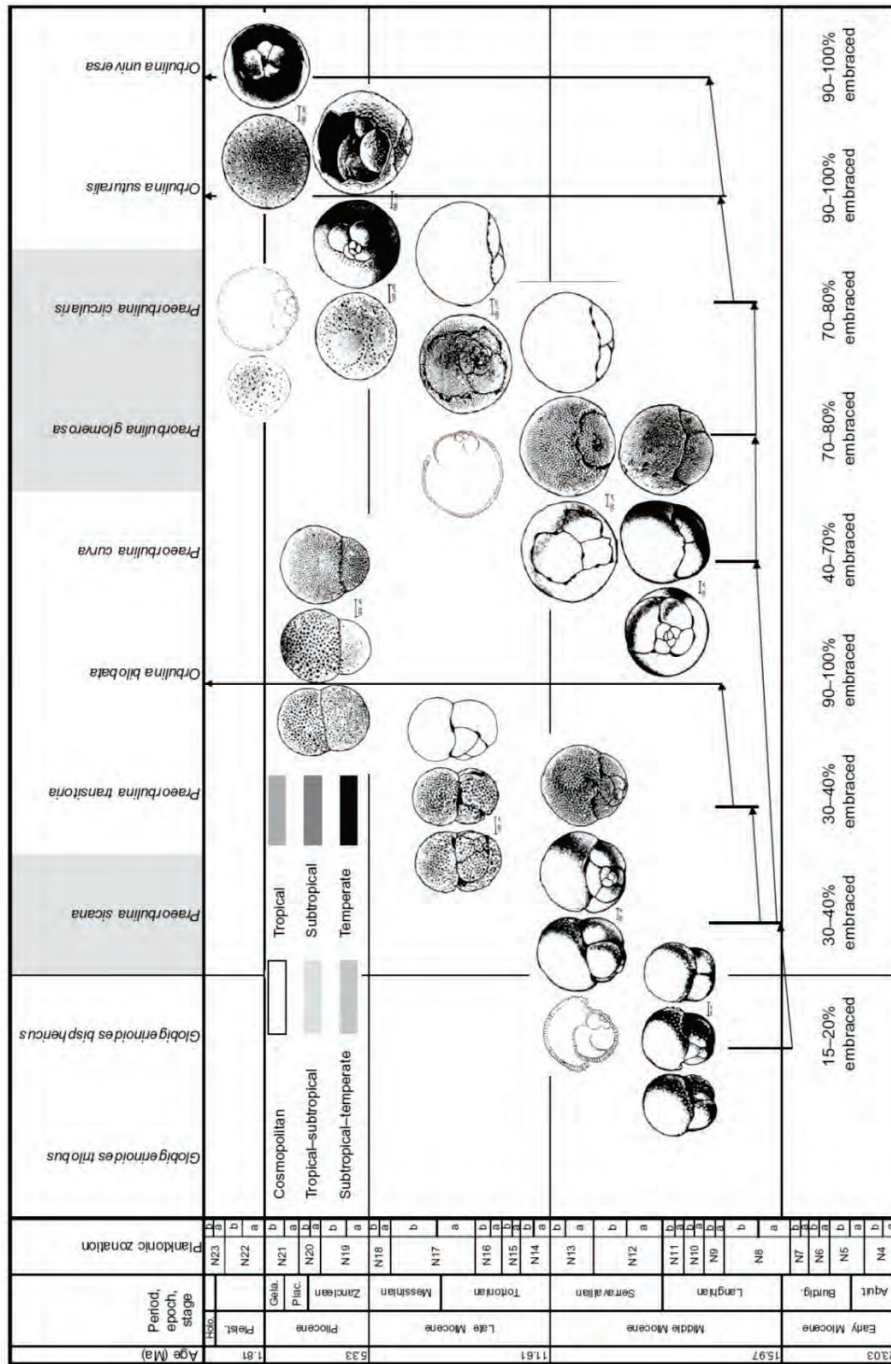 Period, epoch, stage
Age (Ma)
Planktonic zonation
Globigerinoides trilobus
Globigerinoides bisphericus
Praeorbulina sicana
Praeorbulina transitoria
Orbulina bilobata
Praeorbulina curva
Praorbulina glomerosa
Praeorbulina circularis
Orbulina suturalis
Orbulina universa
Holo.
Pleist.
1.81
Gela.
Piac.
Zanclean
Pliocene
5.33
Messinian
Tortonian
Late Miocene
11.61
Serravallian
Langhian
Middle Miocene
15.97
Burdig.
Aquit.
Early Miocene
23.03
N23
b
a
N22
b
a
N21
b
a
N20
b
a
N19
b
a
N18
b
a
N17
b
a
N16
b
a
N15
b
a
N14
b
a
N13
b
a
N12
b
a
N11
b
a
N10
b
a
N9
b
a
N8
b
a
N7
b
a
N6
b
a
N5
b
a
N4
b
a
Cosmopolitan
Tropical
Tropical–subtropical
Subtropical
Subtropical–temperate
Temperate
15–20%
embraced
30–40%
embraced
30–40%
embraced
90–100%
embraced
40–70%
embraced
70–80%
embraced
70–80%
embraced
90–100%
embraced
90–100%
embraced